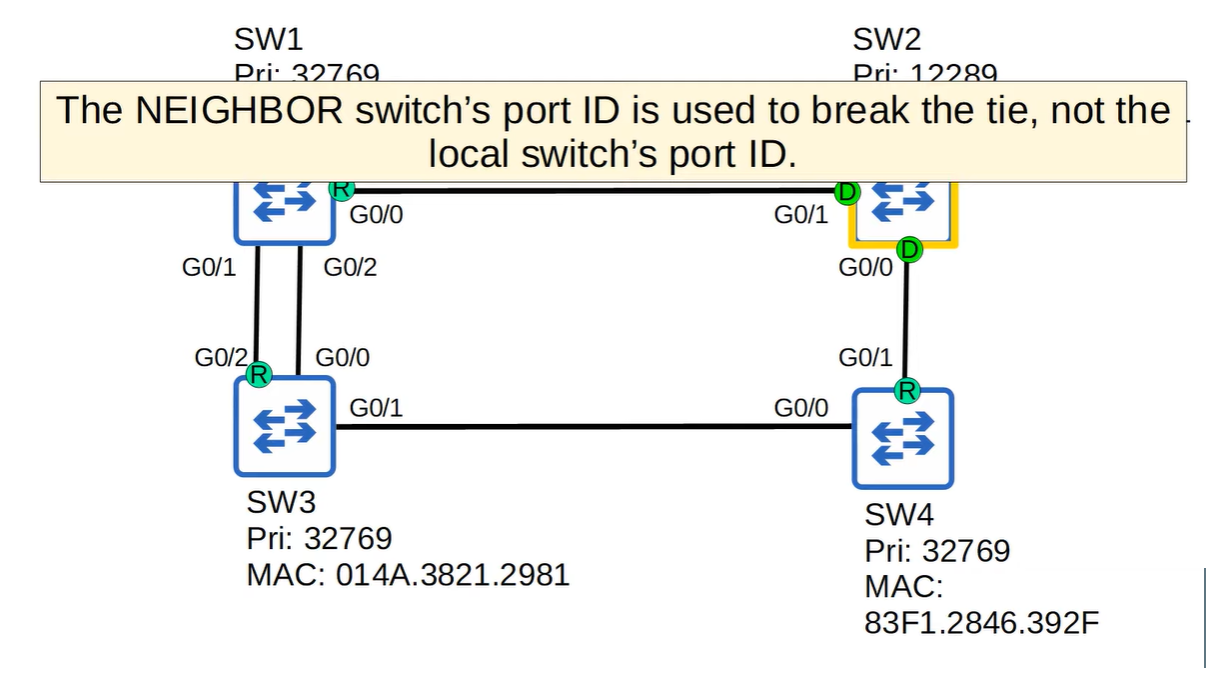 SW1
Pri: 32769
SW2
Pri: 12289
The NEIGHBOR switch’s port ID is used to break the tie, not the
local switch’s port ID.
R
D
G0/0
G0/1
D
G0/1
G0/2
G0/0
G0/2
G0/0
G0/1
R
R
G0/1
G0/0
SW3
Pri: 32769
MAC: 014A.3821.2981
SW4
Pri: 32769
MAC:
83F1.2846.392F